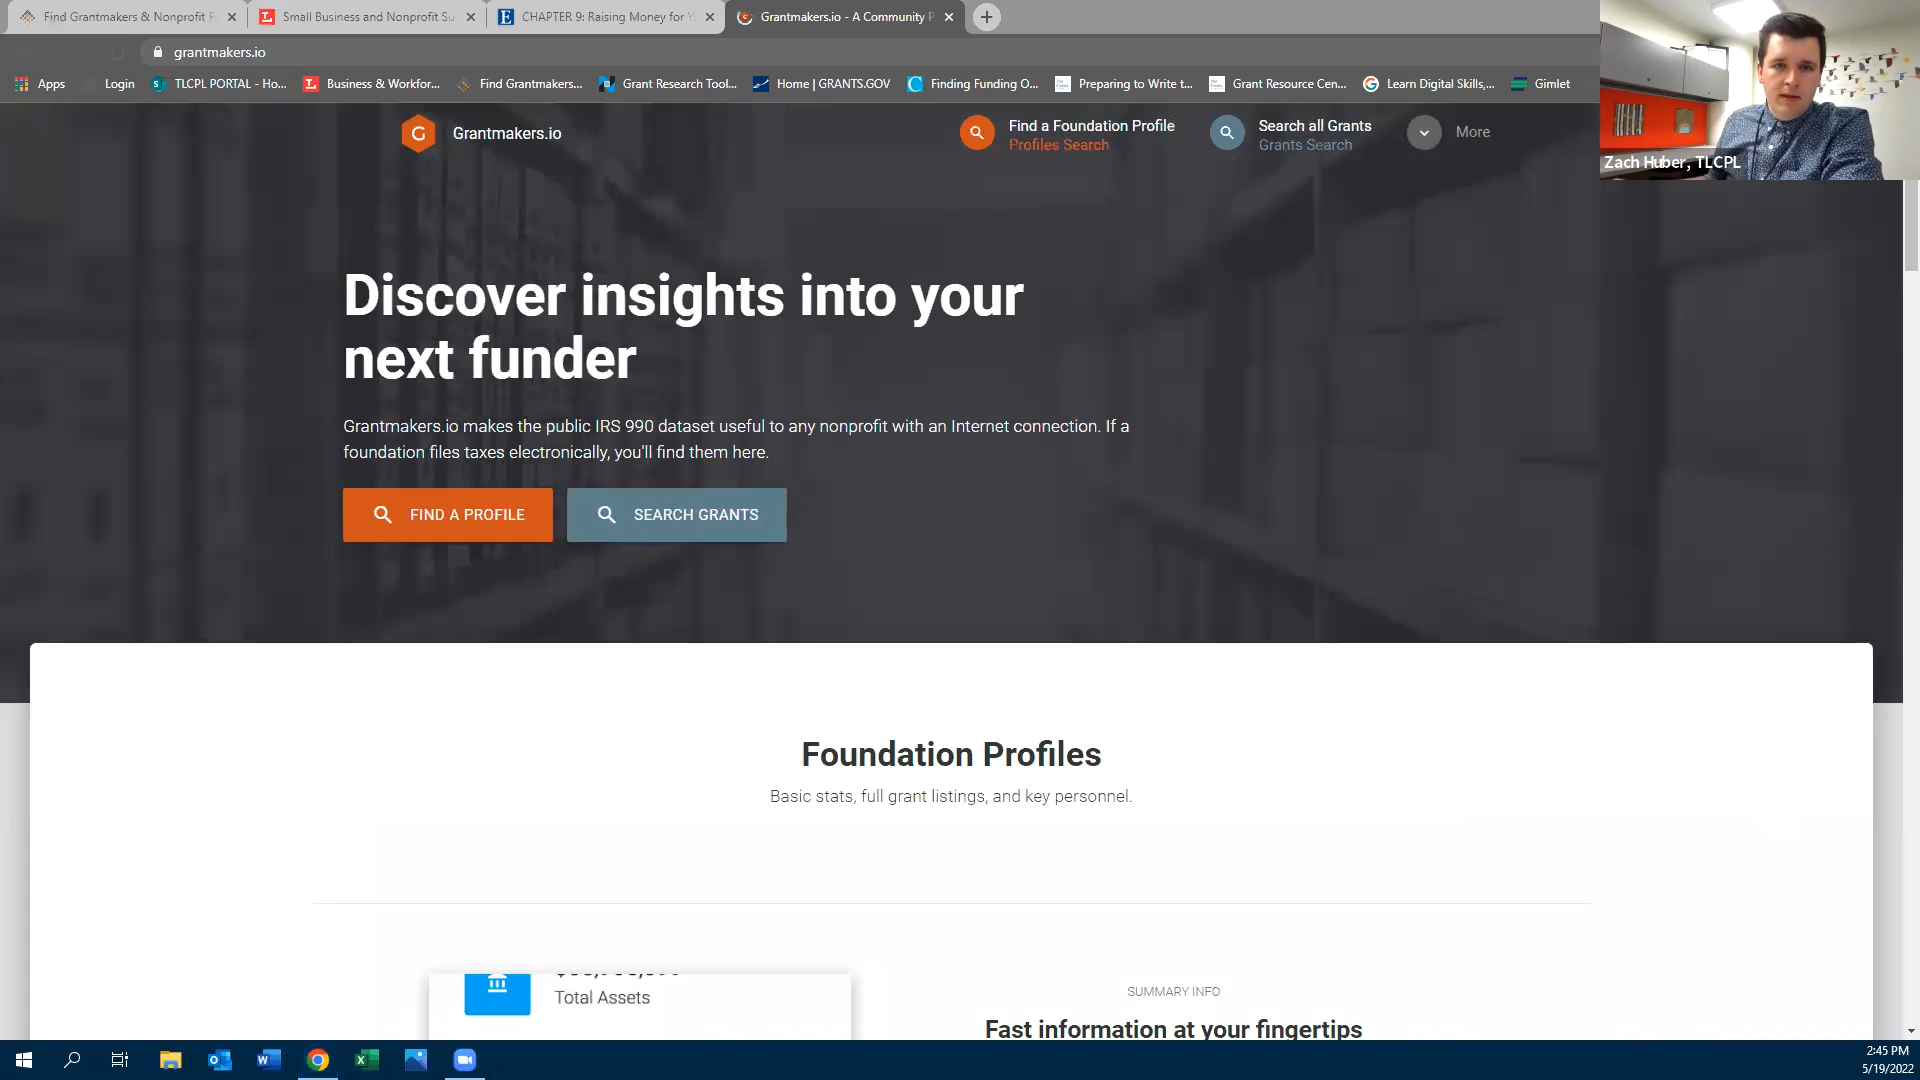 Find Grantmakers & Nonprofit F
Small Business and Nonprofit Su
CHAPTER 9: Raising Money for Y
Grantmakers.io - A Community P
grantmakers.io
Apps
Login
TLCPL PORTAL - Ho...
Business & Workfor...
Find Grantmakers...
Grant Research Tool...
Home | GRANTS.GOV
Finding Funding O...
Preparing to Write t...
Grant Resource Cen...
Learn Digital Skills,...
Gimlet
Zach Huber, TLCPL
Grantmakers.io
Find a Foundation Profile
Profiles Search
Search all Grants
Grants Search
More
Discover insights into your
next funder
Grantmakers.io makes the public IRS 990 dataset useful to any nonprofit with an Internet connection. If a
foundation files taxes electronically, you'll find them here.
FIND A PROFILE
SEARCH GRANTS
Foundation Profiles
Basic stats, full grant listings, and key personnel.
Total Assets
SUMMARY INFO
Fast information at your fingertips
2:45 PM
5/19/2022